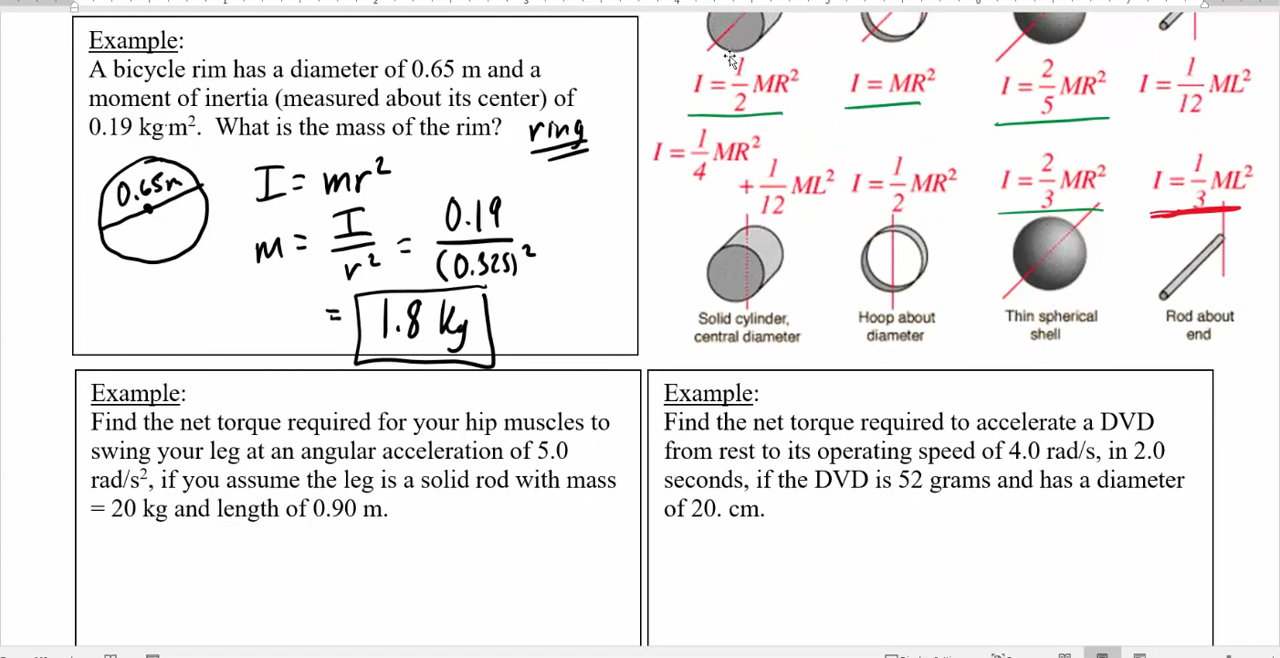 Example:
A bicycle rim has a diameter of 0.65 m and a
moment of inertia (measured about its center) of
0.19 kg·m². What is the mass of the rim?
ring
0.65m
I = mr²
m = I/r² = 0.19/(0.325)²
= 1.8 kg
I = 1/2 MR²
I = MR²
I = 2/5 MR²
I = 1/12 ML²
I = 1/4 MR² + 1/12 ML²
I = 1/2 MR²
I = 2/3 MR²
I = 1/3 ML²
Solid cylinder,
central diameter
Hoop about
diameter
Thin spherical
shell
Rod about
end
Example:
Find the net torque required for your hip muscles to
swing your leg at an angular acceleration of 5.0
rad/s², if you assume the leg is a solid rod with mass
= 20 kg and length of 0.90 m.
Example:
Find the net torque required to accelerate a DVD
from rest to its operating speed of 4.0 rad/s, in 2.0
seconds, if the DVD is 52 grams and has a diameter
of 20. cm.